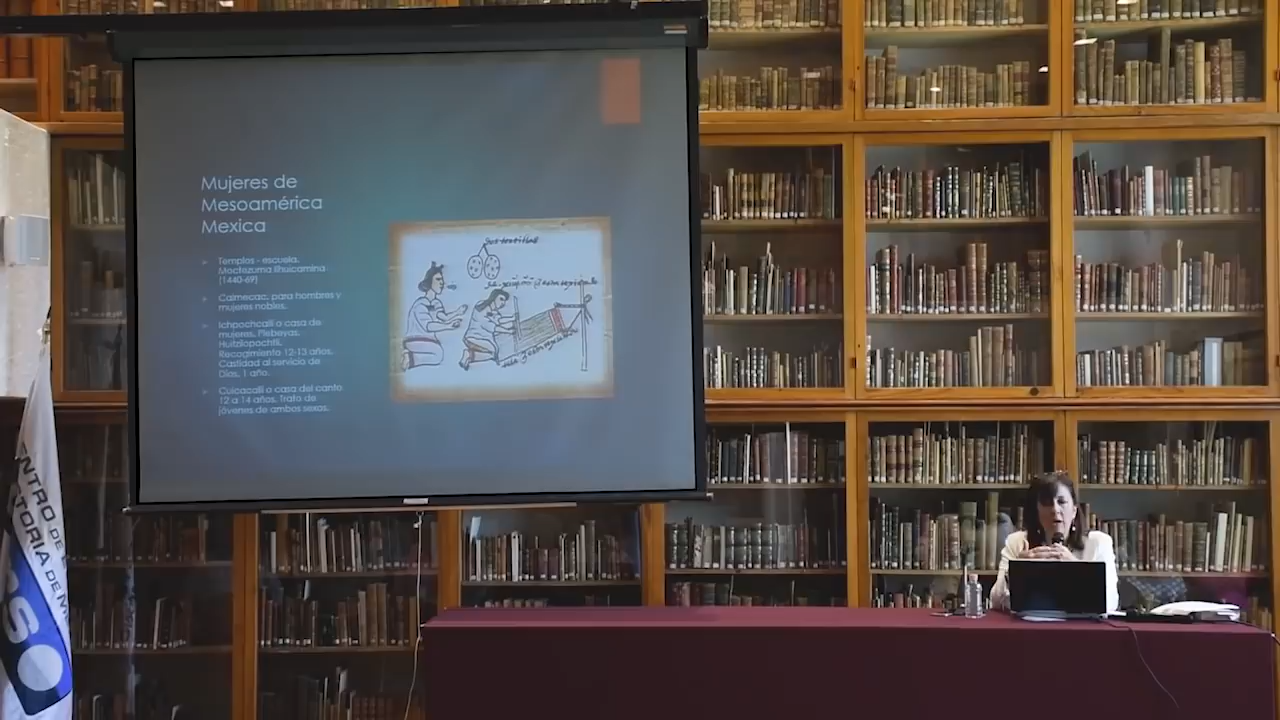 Mujeres de
Mesoamérica
Mexica
Templos - escuela.
Moctezuma Ilhuicamina
(1440-69)
Calmecac, para hombres y
mujeres nobles.
Ichpochcalli o casa de
mujeres. Plebeyas.
Huitzilopochtli.
Recogimiento 12-13 años.
Castidad al servicio de
Dios, 1 año.
Cuicacalli o casa del canto
12 a 14 años. Trato de
jóvenes de ambos sexos.